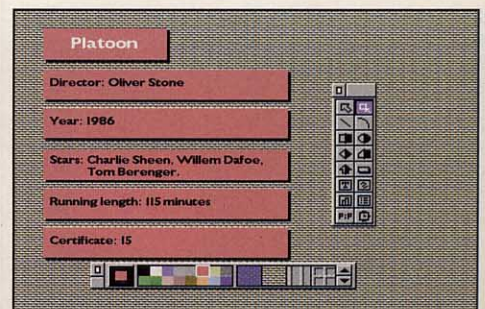 Platoon
Director: Oliver Stone
Year: 1986
Stars: Charlie Sheen, Willem Dafoe,
Tom Berenger.
Running length: 115 minutes
Certificate: 15
T
P/P